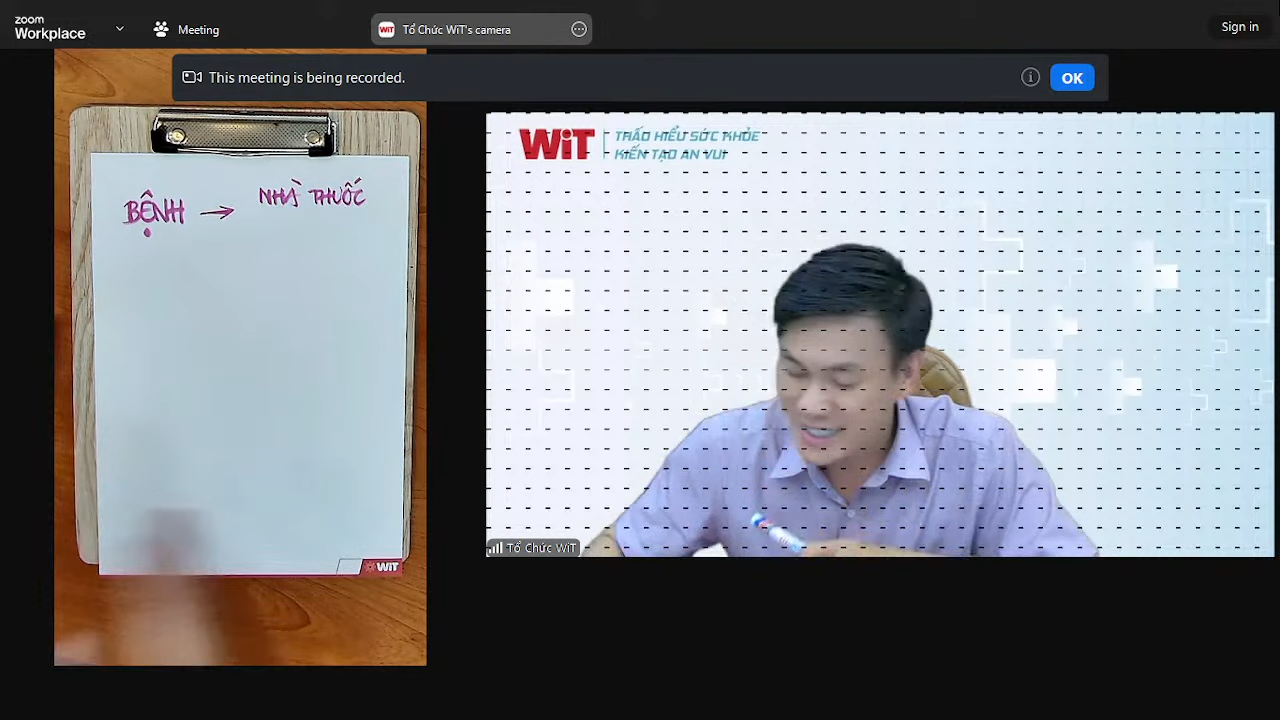 zoom
Workplace
Meeting
Tổ Chức WiT's camera
Sign in
This meeting is being recorded.
OK
BỆNH → NHÀ THUỐC
WiT
WiT
THẤU HIỂU SỨC KHỎE
KIẾN TẠO AN VUI
Tổ Chức WiT
WiT